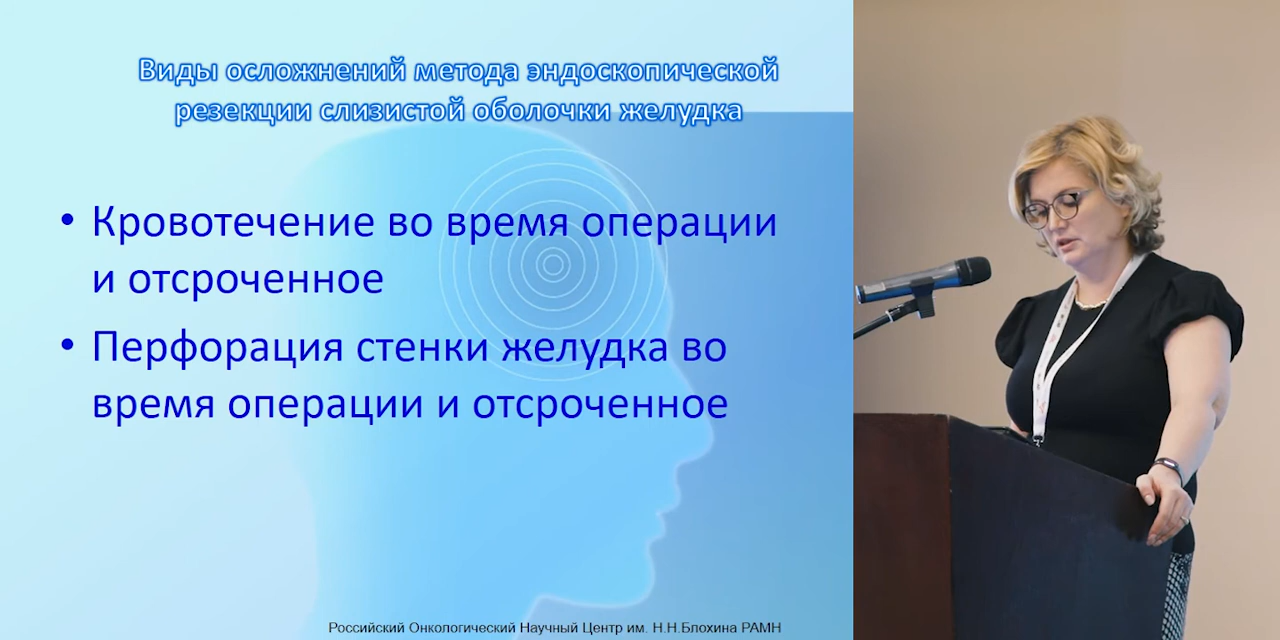 Виды осложнений метода эндоскопической
резекции слизистой оболочки желудка
• Кровотечение во время операции
и отсроченное
• Перфорация стенки желудка во
время операции и отсроченное
Российский Онкологический Научный Центр им. Н.Н.Блохина РАМН